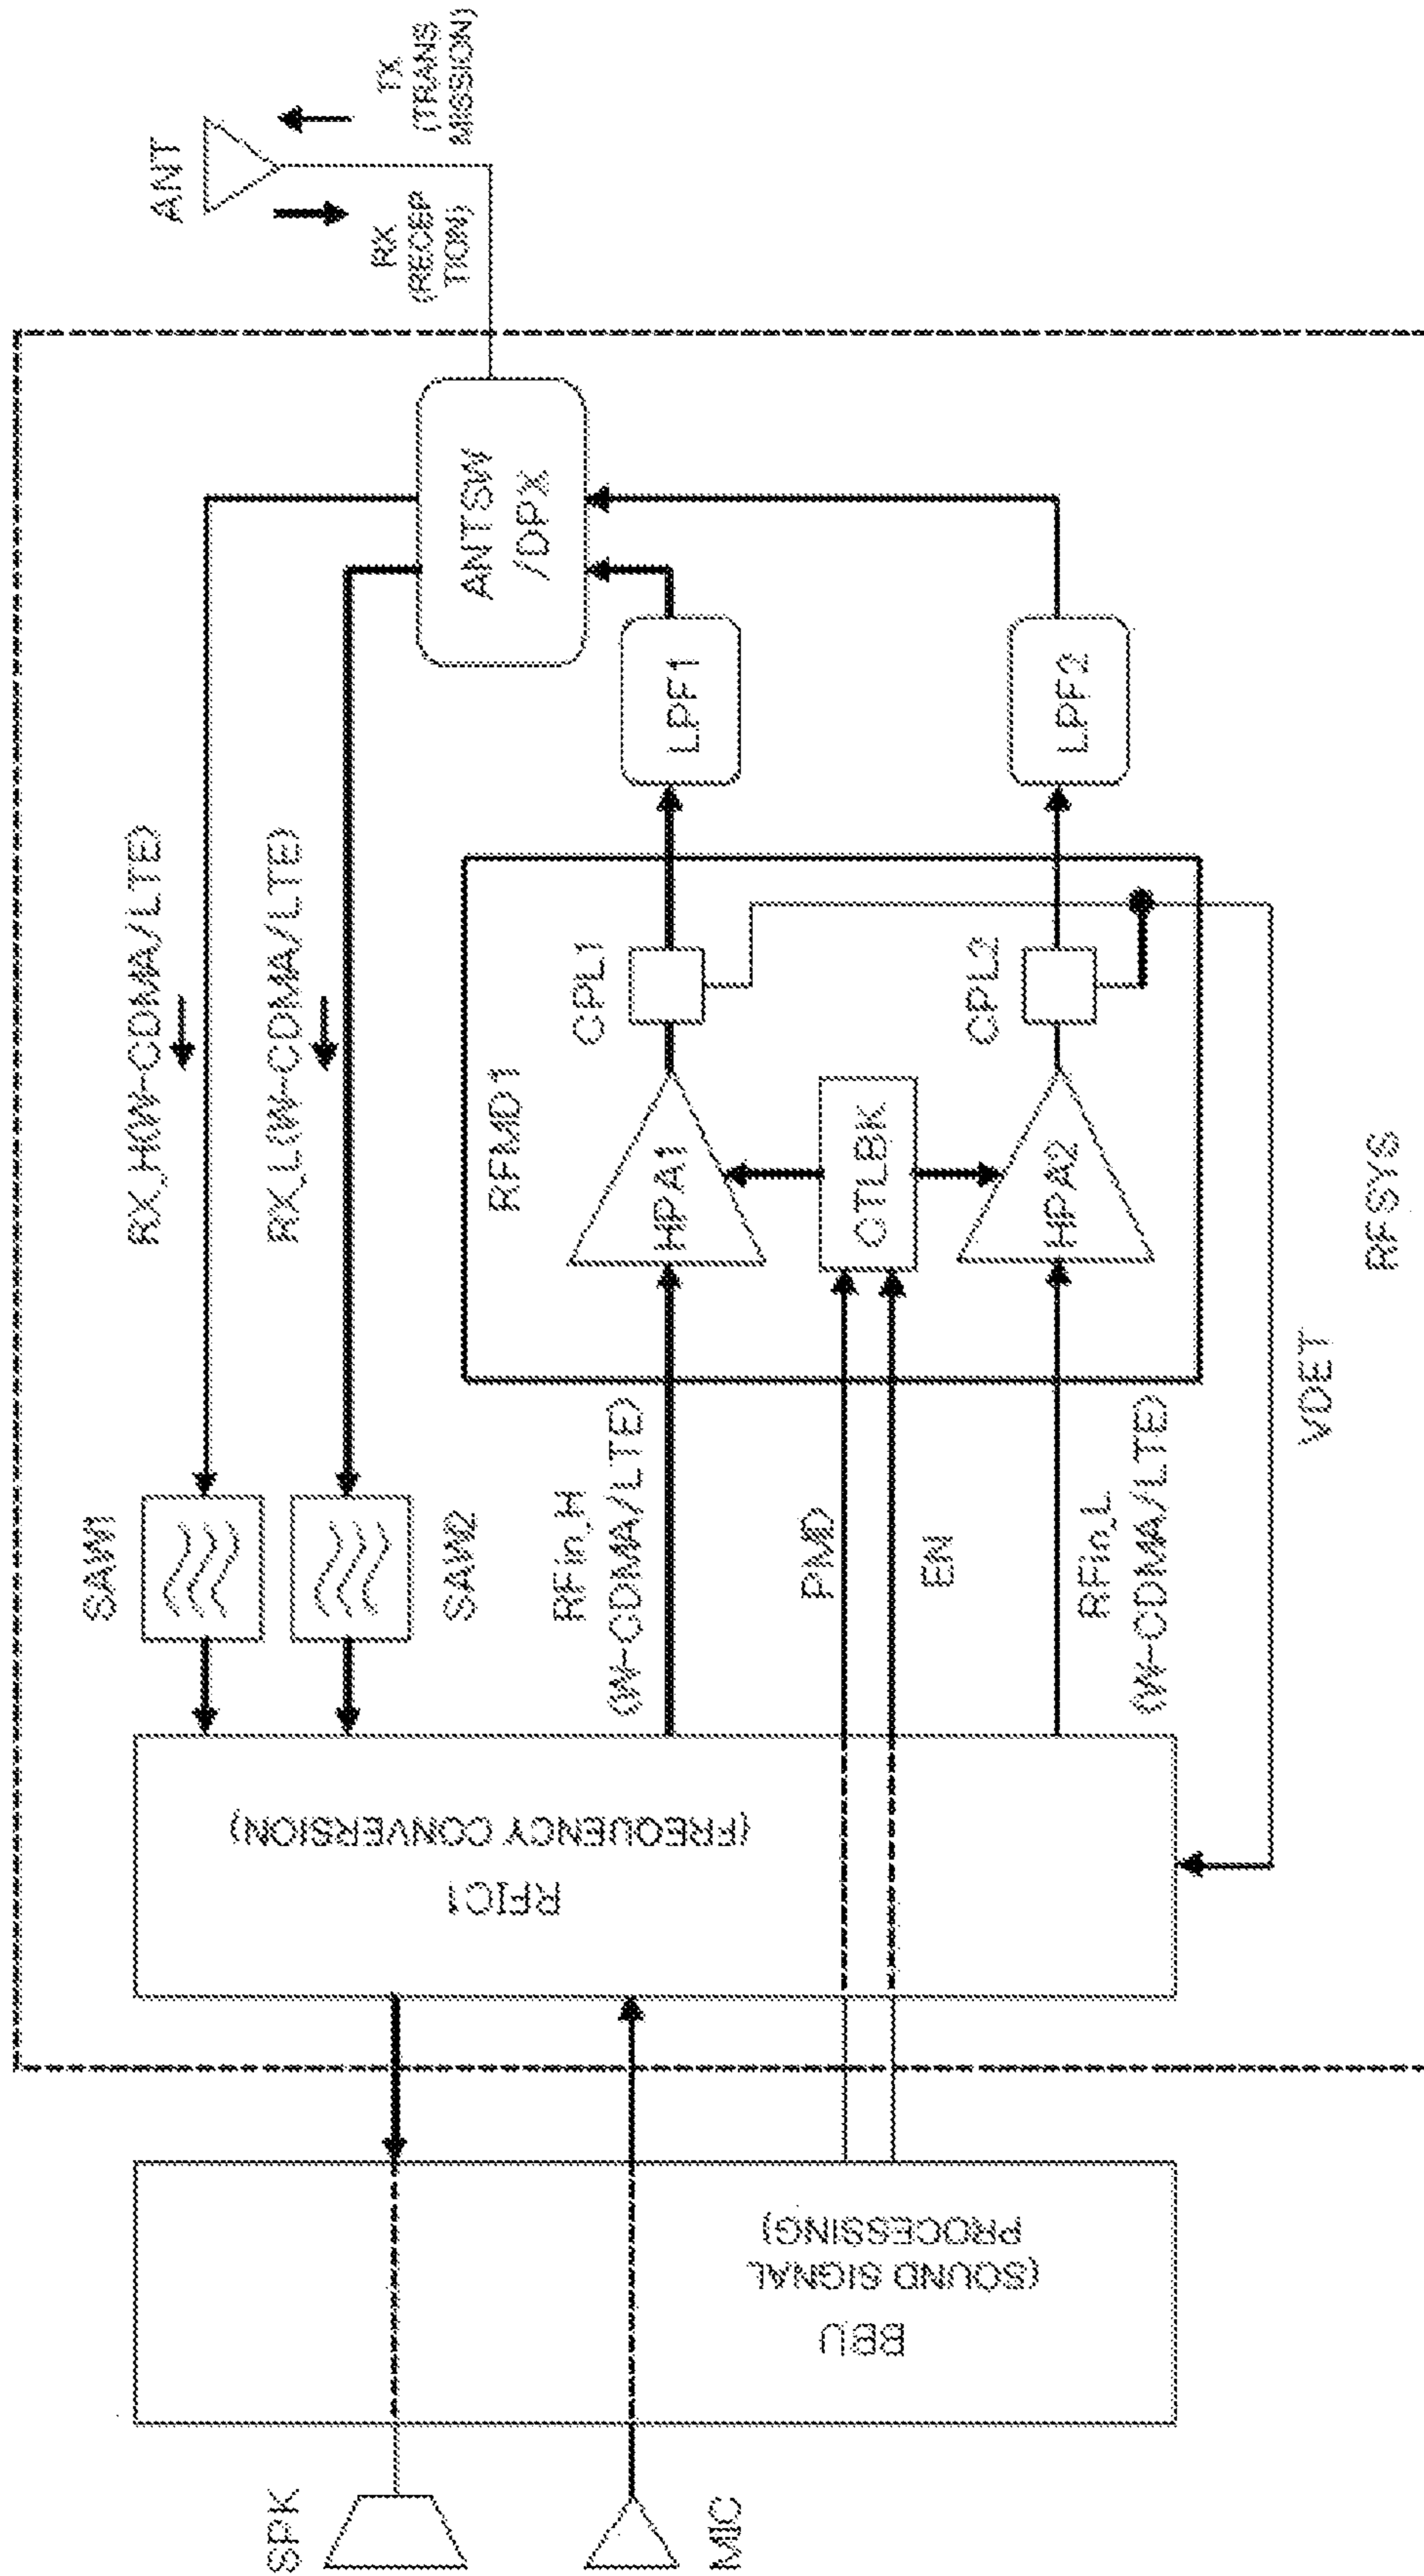 SPK
MIC
BBU
(SOUND SIGNAL
PROCESSING)
RFIC1
(FREQUENCY CONVERSION)
SAW1
SAW2
RX_H(W-CDMA/LTE)
RX_L(W-CDMA/LTE)
RFin_H
(W-CDMA/LTE)
PMD
EN
RFin_L
(W-CDMA/LTE)
VDET
RFMD1
HPA1
CTLBK
HPA2
CPL1
CPL2
LPF1
LPF2
ANTSW
/DPX
ANT
RX
(RECEP
TION)
TX
(TRANS
MISSION)
RFSYS